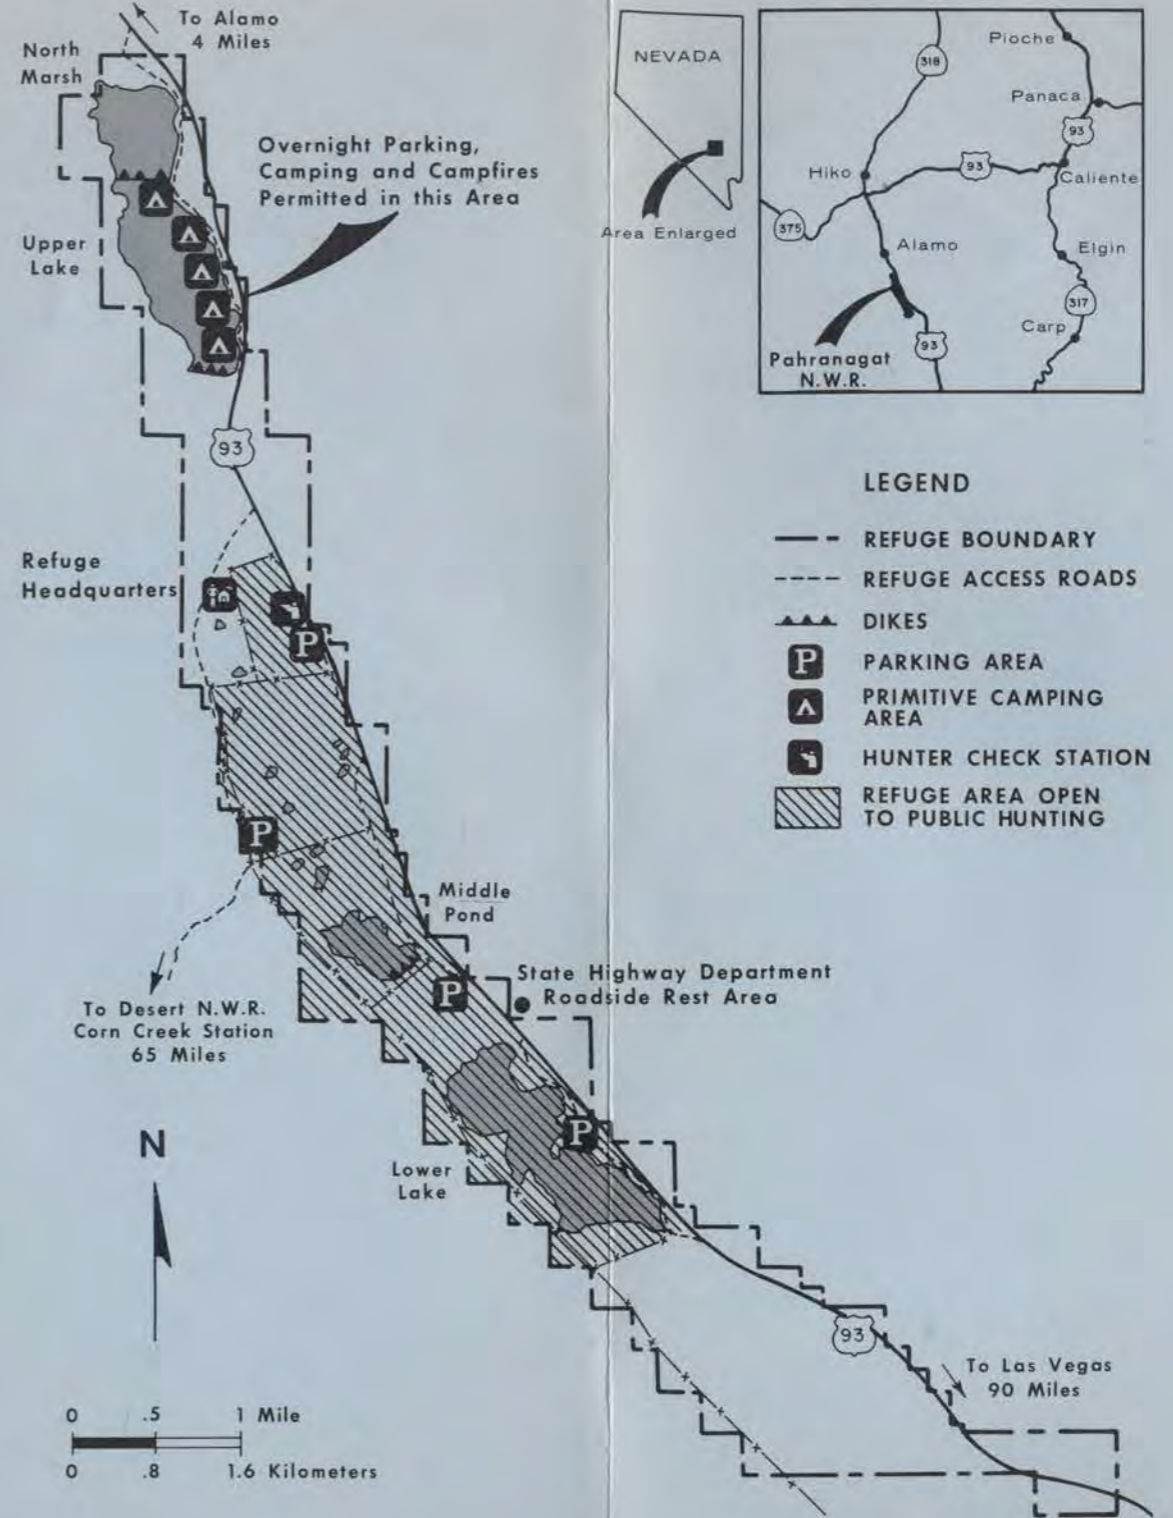 To Alamo
4 Miles
North
Marsh
Overnight Parking,
Camping and Campfires
Permitted in this Area
Upper
Lake
93
Refuge
Headquarters
P
P
Middle
Pond
P
State Highway Department
Roadside Rest Area
To Desert N.W.R.
Corn Creek Station
65 Miles
P
Lower
Lake
N
93
To Las Vegas
90 Miles
0 .5 1 Mile
0 .8 1.6 Kilometers
NEVADA
Area Enlarged
Pioche
318
Panaca
93
Hiko
93
Caliente
375
Alamo
Elgin
317
Carp
93
Pahranagat
N.W.R.
LEGEND
REFUGE BOUNDARY
REFUGE ACCESS ROADS
DIKES
P PARKING AREA
PRIMITIVE CAMPING
AREA
HUNTER CHECK STATION
REFUGE AREA OPEN
TO PUBLIC HUNTING